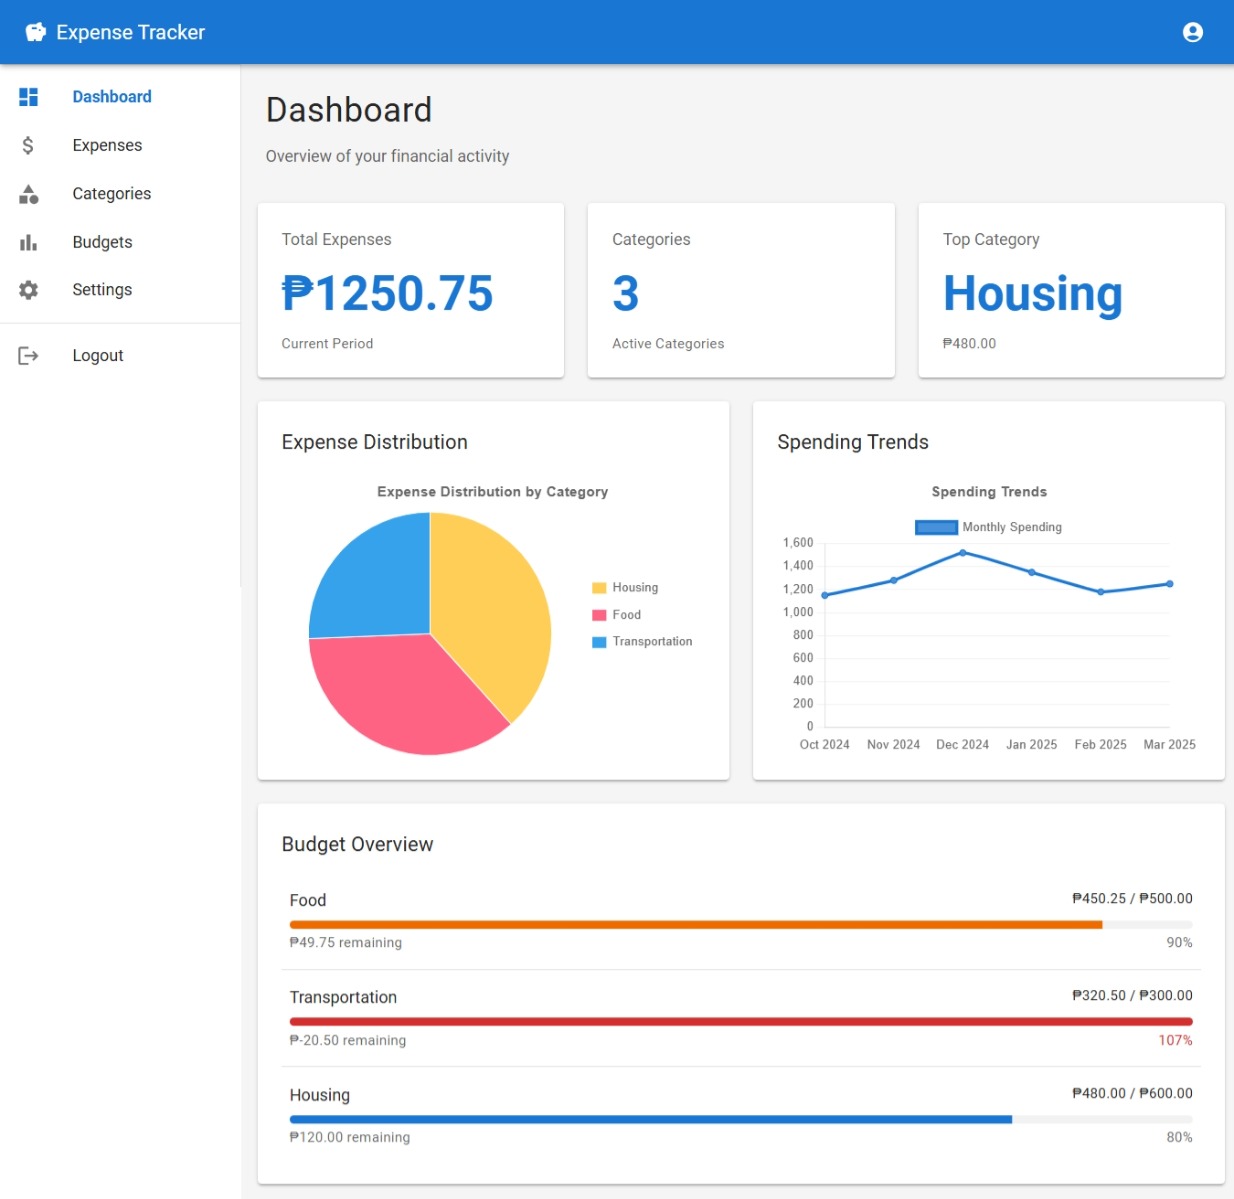 Expense Tracker
Dashboard
Expenses
Categories
Budgets
Settings
Logout
Dashboard
Overview of your financial activity
Total Expenses
₱1250.75
Current Period
Categories
3
Active Categories
Top Category
Housing
₱480.00
Expense Distribution
Expense Distribution by Category
Housing
Food
Transportation
Spending Trends
Spending Trends
Monthly Spending
1,600
1,400
1,200
1,000
800
600
400
200
0
Oct 2024 Nov 2024 Dec 2024 Jan 2025 Feb 2025 Mar 2025
Budget Overview
Food ₱450.25 / ₱500.00
₱49.75 remaining 90%
Transportation ₱320.50 / ₱300.00
₱-20.50 remaining 107%
Housing ₱480.00 / ₱600.00
₱120.00 remaining 80%